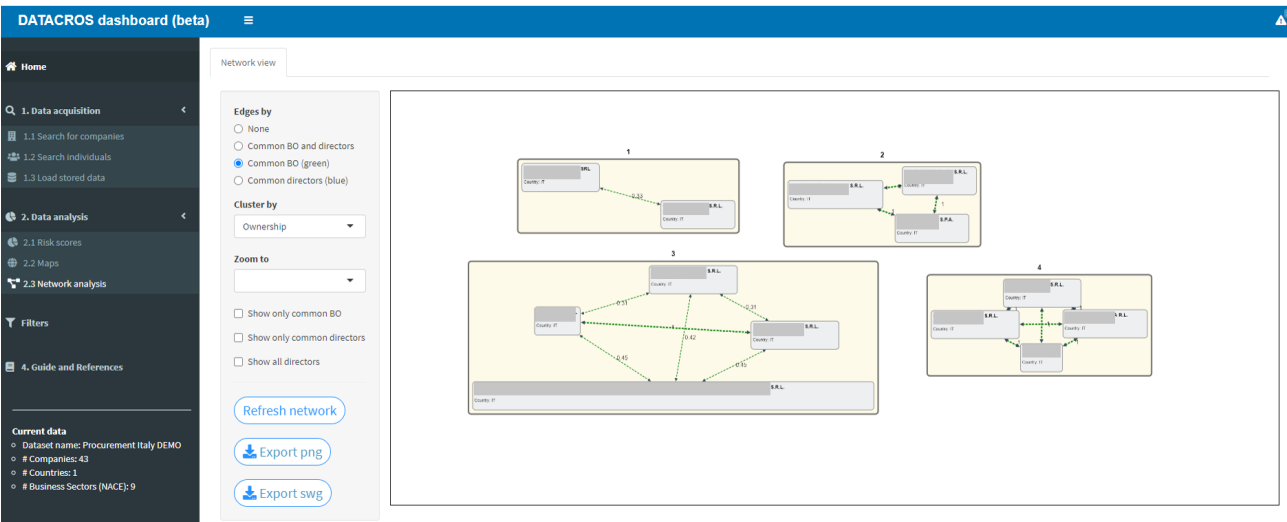 DATACROS dashboard (beta)
Home
1. Data acquisition
1.1 Search for companies
1.2 Search individuals
1.3 Load stored data
2. Data analysis
2.1 Risk scores
2.2 Maps
2.3 Network analysis
Filters
4. Guide and References
Current data
Dataset name: Procurement Italy DEMO
# Companies: 43
# Countries: 1
# Business Sectors (NACE): 9
Network view
Edges by
None
Common BO and directors
Common BO (green)
Common directors (blue)
Cluster by
Ownership
Zoom to
Show only common BO
Show only common directors
Show all directors
Refresh network
Export png
Export swg
1
SRL
Country: IT
0.33
S.R.L.
Country: IT
2
S.R.L.
Country: IT
S.R.L.
Country: IT
1
1
S.P.A.
Country: IT
3
S.R.L.
Country: IT
0.31
0.31
Country: IT
1
S.R.L.
Country: IT
0.42
0.45
0.45
S.R.L.
Country: IT
4
S.R.L.
Country: IT
S.R.L.
Country: IT
1
S.R.L.
Country: IT
Country: IT